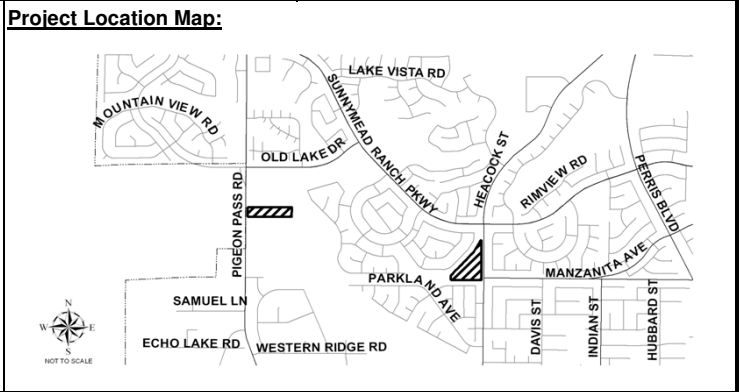 Project Location Map:
LAKE VISTA RD
MOUNTAIN VIEW RD
SUNNYMEAD RANCH PKWY
OLD LAKE DR
HEACOCK ST
RIMVIEW RD
PERRIS BLVD
PIGEON PASS RD
PARKLAND AVE
MANZANITA AVE
SAMUEL LN
DAVIS ST
INDIAN ST
HUBBARD ST
ECHO LAKE RD
WESTERN RIDGE RD
N
W E
S
NOT TO SCALE